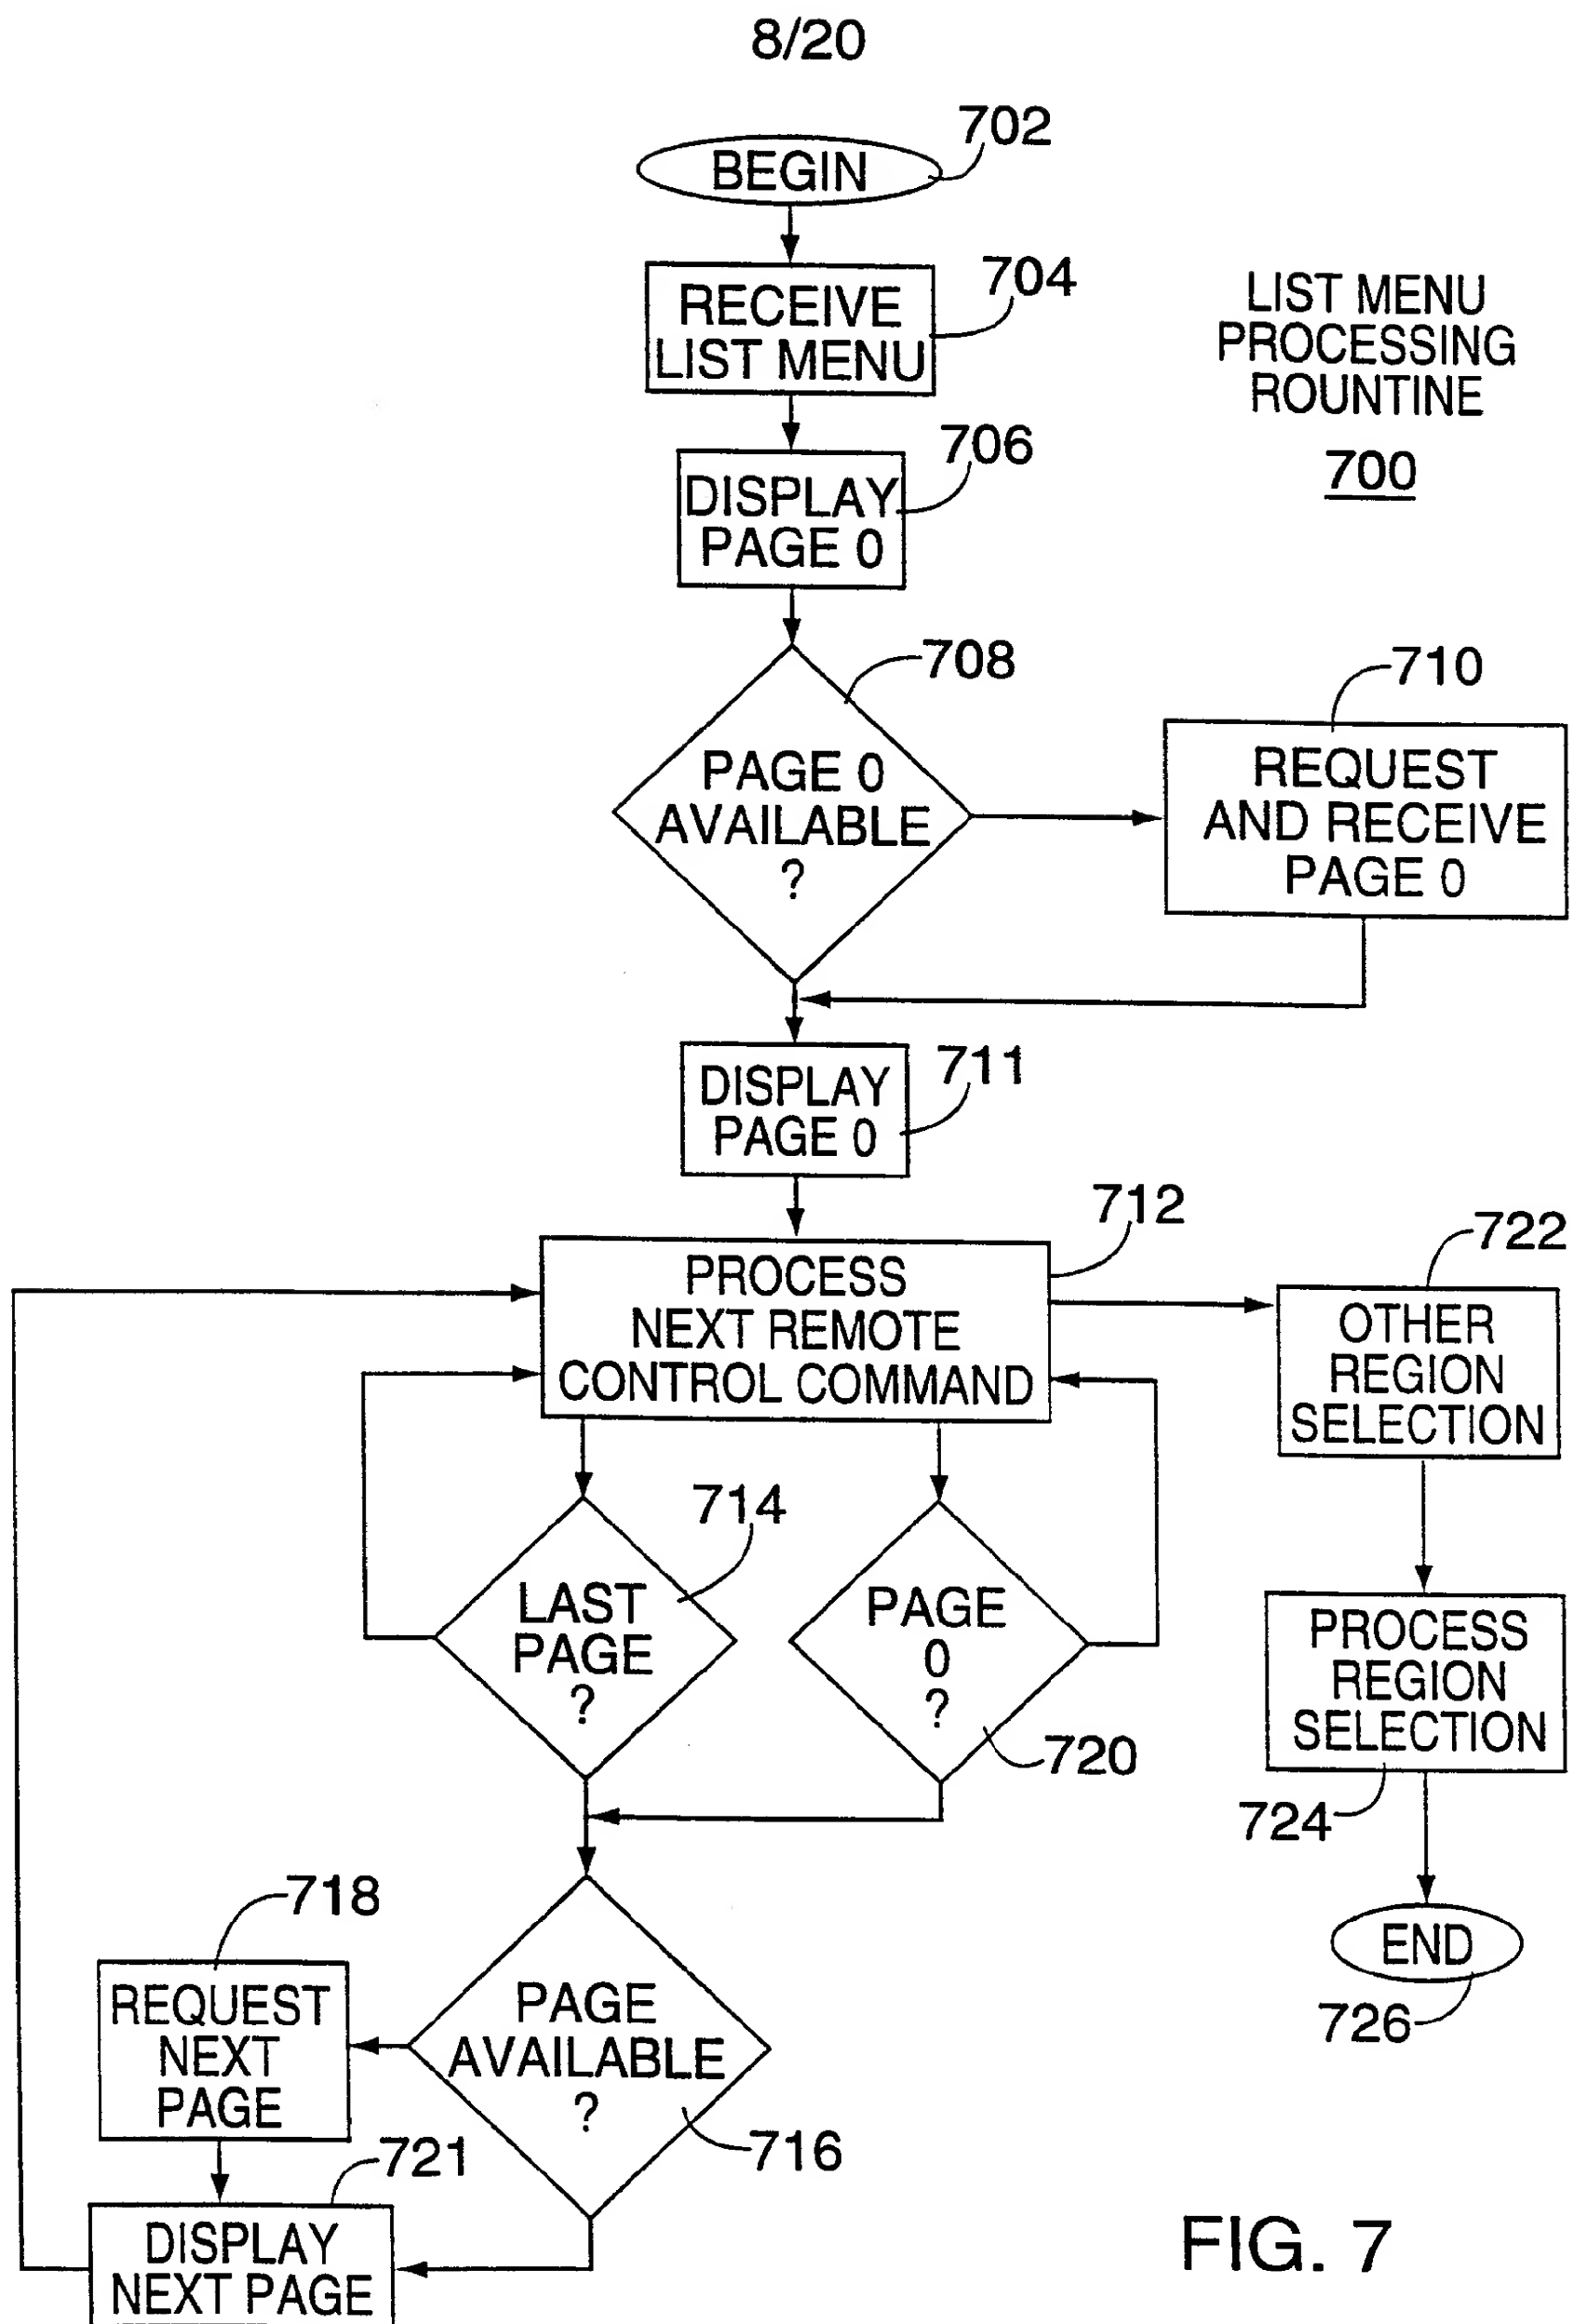 8/20
702
BEGIN
704
RECEIVE
LIST MENU
LIST MENU
PROCESSING
ROUNTINE
700
706
DISPLAY
PAGE 0
708
PAGE 0
AVAILABLE
?
710
REQUEST
AND RECEIVE
PAGE 0
711
DISPLAY
PAGE 0
712
PROCESS
NEXT REMOTE
CONTROL COMMAND
722
OTHER
REGION
SELECTION
714
LAST
PAGE
?
PAGE
0
?
720
PROCESS
REGION
SELECTION
724
718
REQUEST
NEXT
PAGE
PAGE
AVAILABLE
?
716
END
726
721
DISPLAY
NEXT PAGE
FIG. 7